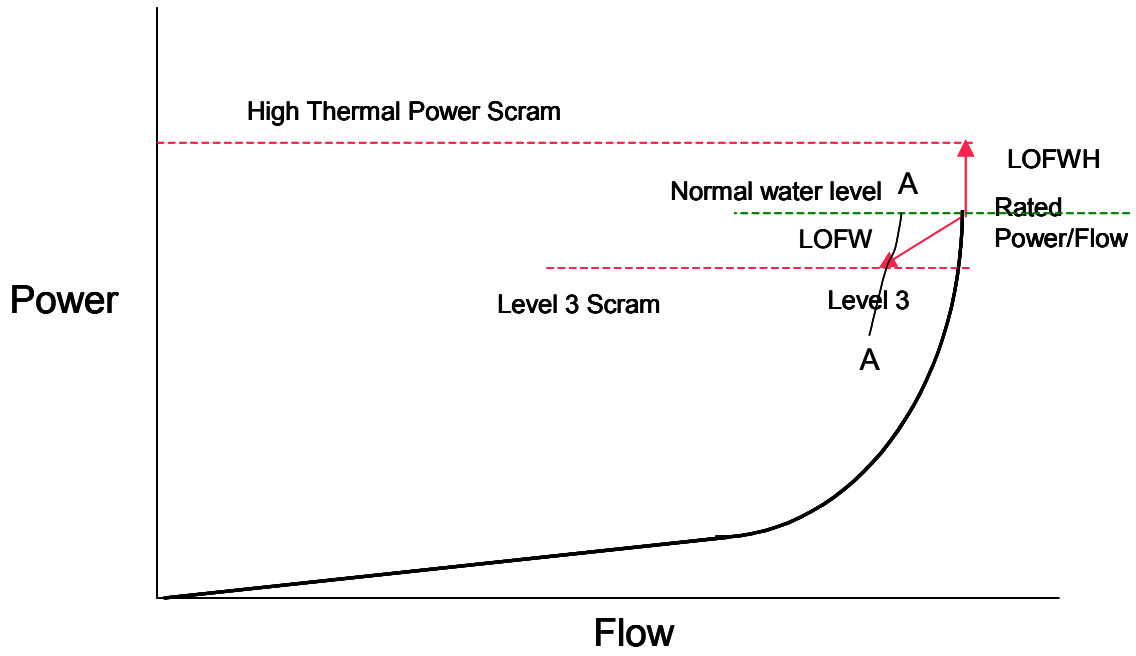 High Thermal Power Scram
LOFWH
Normal water level
A
Rated
Power/Flow
LOFW
Power
Level 3 Scram
Level 3
A
Flow